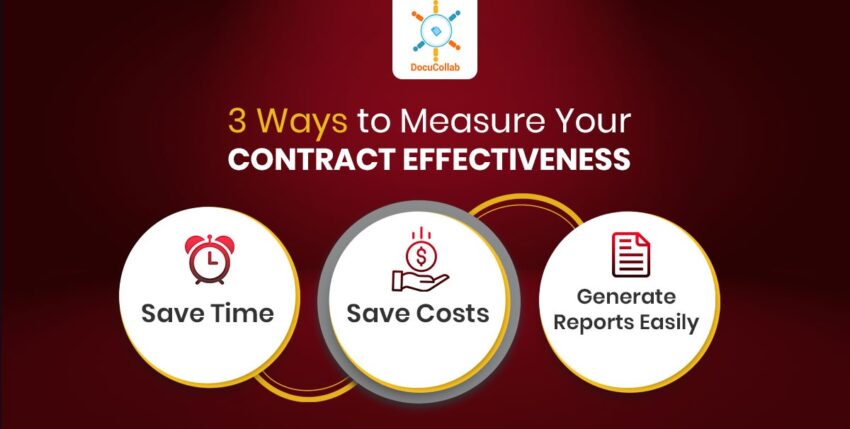 DocuCollab
3 Ways to Measure Your
CONTRACT EFFECTIVENESS
Save Time
$
Save Costs
Generate
Reports Easily